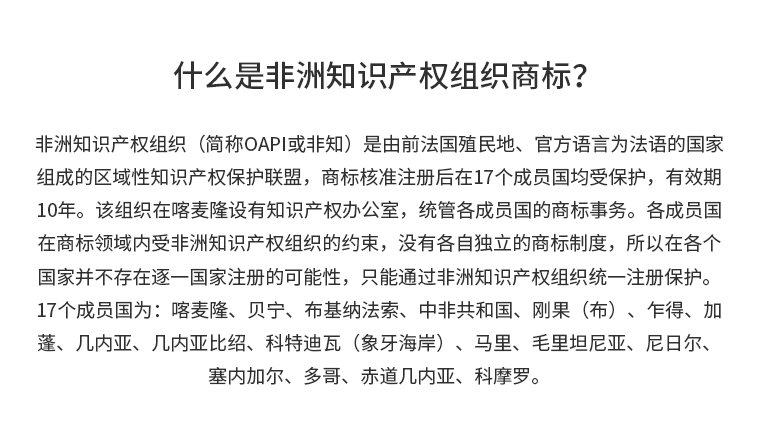 什么是非洲知识产权组织商标？
非洲知识产权组织（简称OAPI或非知）是由前法国殖民地、官方语言为法语的国家
组成的区域性知识产权保护联盟，商标核准注册后在17个成员国均受保护，有效期
10年。该组织在喀麦隆设有知识产权办公室，统管各成员国的商标事务。各成员国
在商标领域内受非洲知识产权组织的约束，没有各自独立的商标制度，所以在各个
国家并不存在逐一国家注册的可能性，只能通过非洲知识产权组织统一注册保护。
17个成员国为：喀麦隆、贝宁、布基纳法索、中非共和国、刚果（布）、乍得、加
蓬、几内亚、几内亚比绍、科特迪瓦（象牙海岸）、马里、毛里坦尼亚、尼日尔、
塞内加尔、多哥、赤道几内亚、科摩罗。